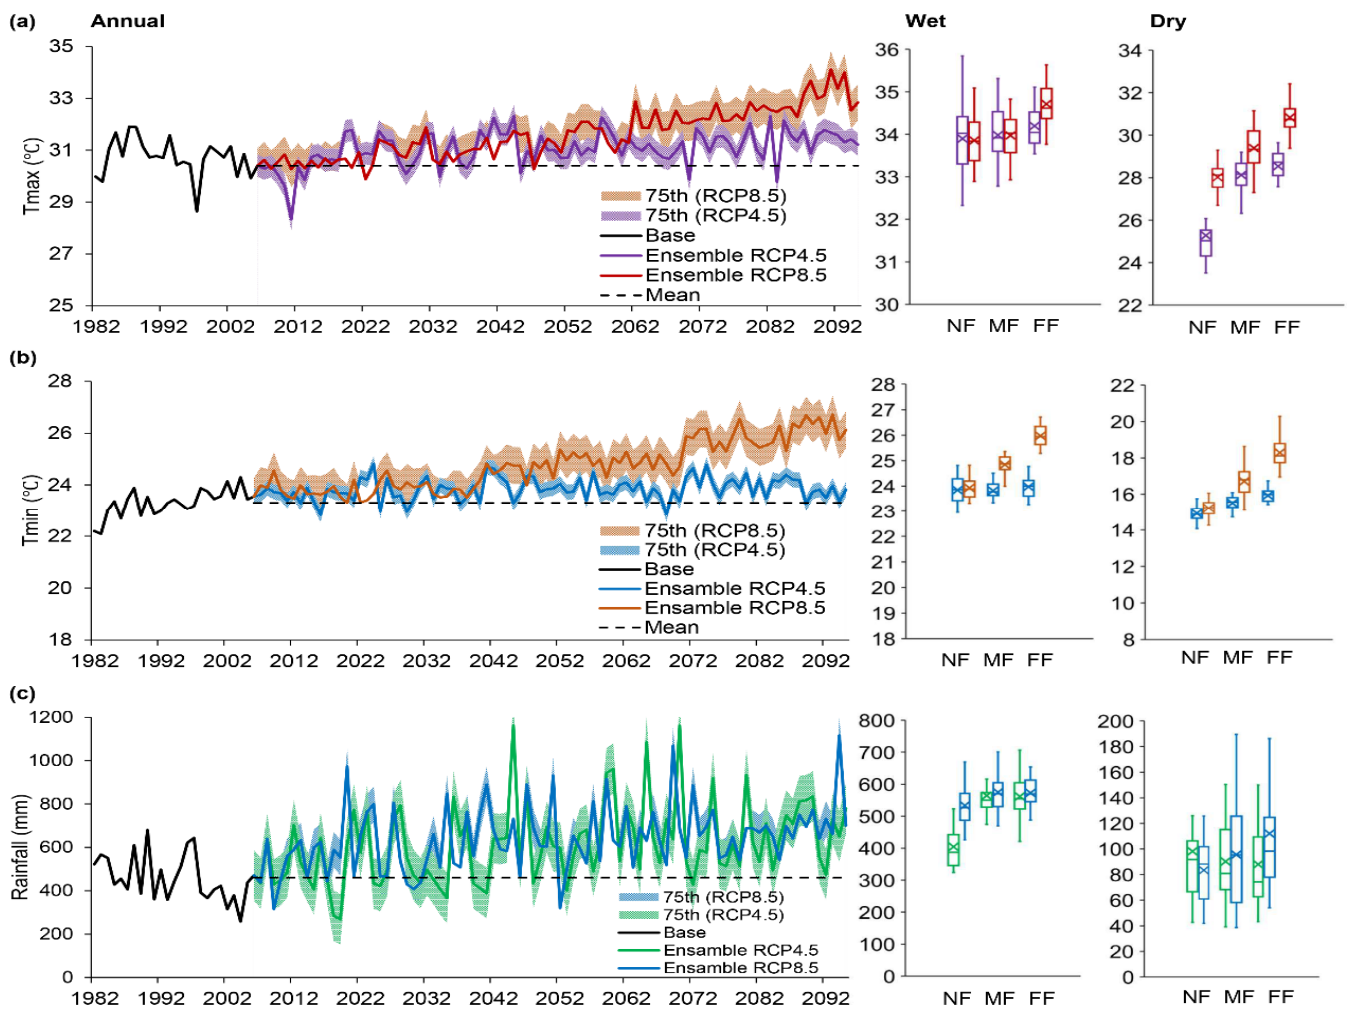 (a) Annual Wet Dry
35
33
31
29
27
25
Tmax (°C)
75th (RCP8.5)
75th (RCP4.5)
Base
Ensemble RCP4.5
Ensemble RCP8.5
Mean
1982 1992 2002 2012 2022 2032 2042 2052 2062 2072 2082 2092
36
35
34
33
32
31
30
NF MF FF
34
32
30
28
26
24
22
NF MF FF
(b)
28
26
24
22
20
18
Tmin (°C)
75th (RCP8.5)
75th (RCP4.5)
Base
Ensamble RCP4.5
Ensamble RCP8.5
Mean
1982 1992 2002 2012 2022 2032 2042 2052 2062 2072 2082 2092
28
27
26
25
24
23
22
21
20
19
18
NF MF FF
22
20
18
16
14
12
10
8
NF MF FF
(c)
1200
1000
800
600
400
200
0
Rainfall (mm)
75th (RCP8.5)
75th (RCP4.5)
Base
Ensamble RCP4.5
Ensamble RCP8.5
1982 1992 2002 2012 2022 2032 2042 2052 2062 2072 2082 2092
800
700
600
500
400
300
200
100
0
NF MF FF
200
180
160
140
120
100
80
60
40
20
0
NF MF FF